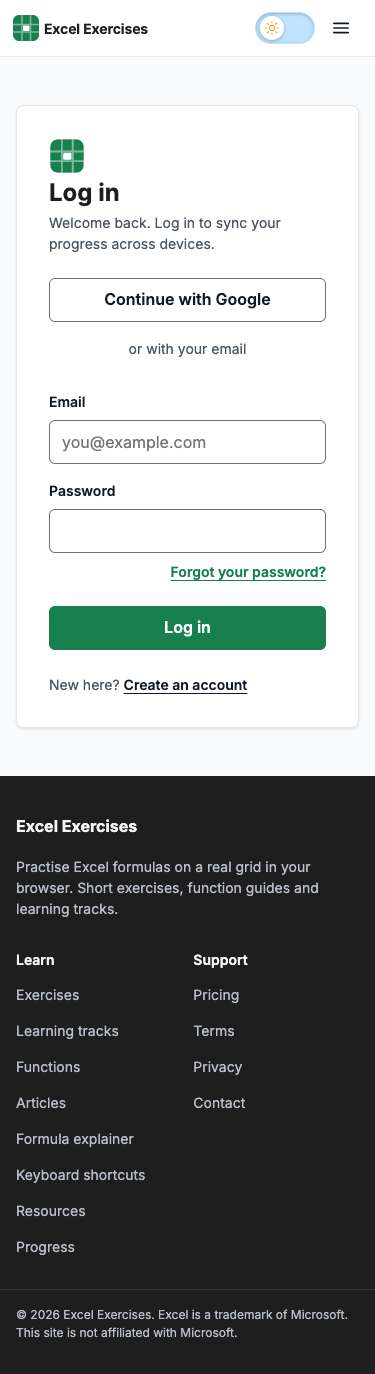 Excel Exercises
Log in
Welcome back. Log in to sync your
progress across devices.
Continue with Google
or with your email
Email
you@example.com
Password
Forgot your password?
Log in
New here? Create an account
Excel Exercises
Practise Excel formulas on a real grid in your
browser. Short exercises, function guides and
learning tracks.
Learn
Exercises
Learning tracks
Functions
Articles
Formula explainer
Keyboard shortcuts
Resources
Progress
Support
Pricing
Terms
Privacy
Contact
© 2026 Excel Exercises. Excel is a trademark of Microsoft.
This site is not affiliated with Microsoft.